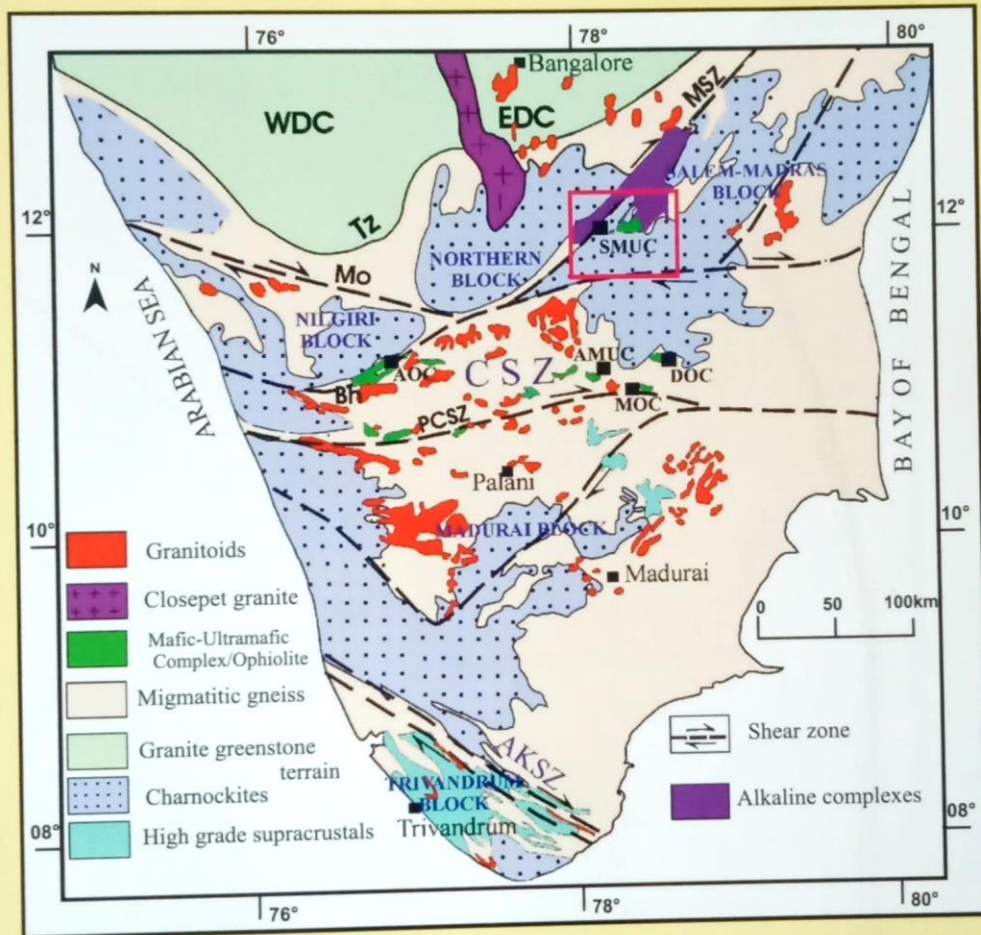 76°
78°
80°
Bangalore
WDC
EDC
MSZ
SALEM-MADRAS
BLOCK
12°
12°
Tz
SMUC
N
Mo
NORTHERN
BLOCK
NILGIRI
BLOCK
ARABIAN SEA
BAY OF BENGAL
AOC
CSZ
AMUC
DOC
Bh
MOC
PCSZ
Palani
10°
10°
MADURAI BLOCK
Madurai
Granitoids
Closepet granite
0 50 100km
Mafic-Ultramafic
Complex/Ophiolite
Migmatitic gneiss
Granite greenstone
terrain
Shear zone
AKSZ
Charnockites
TRIVANDRUM
BLOCK
Alkaline complexes
High grade supracrustals
Trivandrum
08°
08°
76°
78°
80°